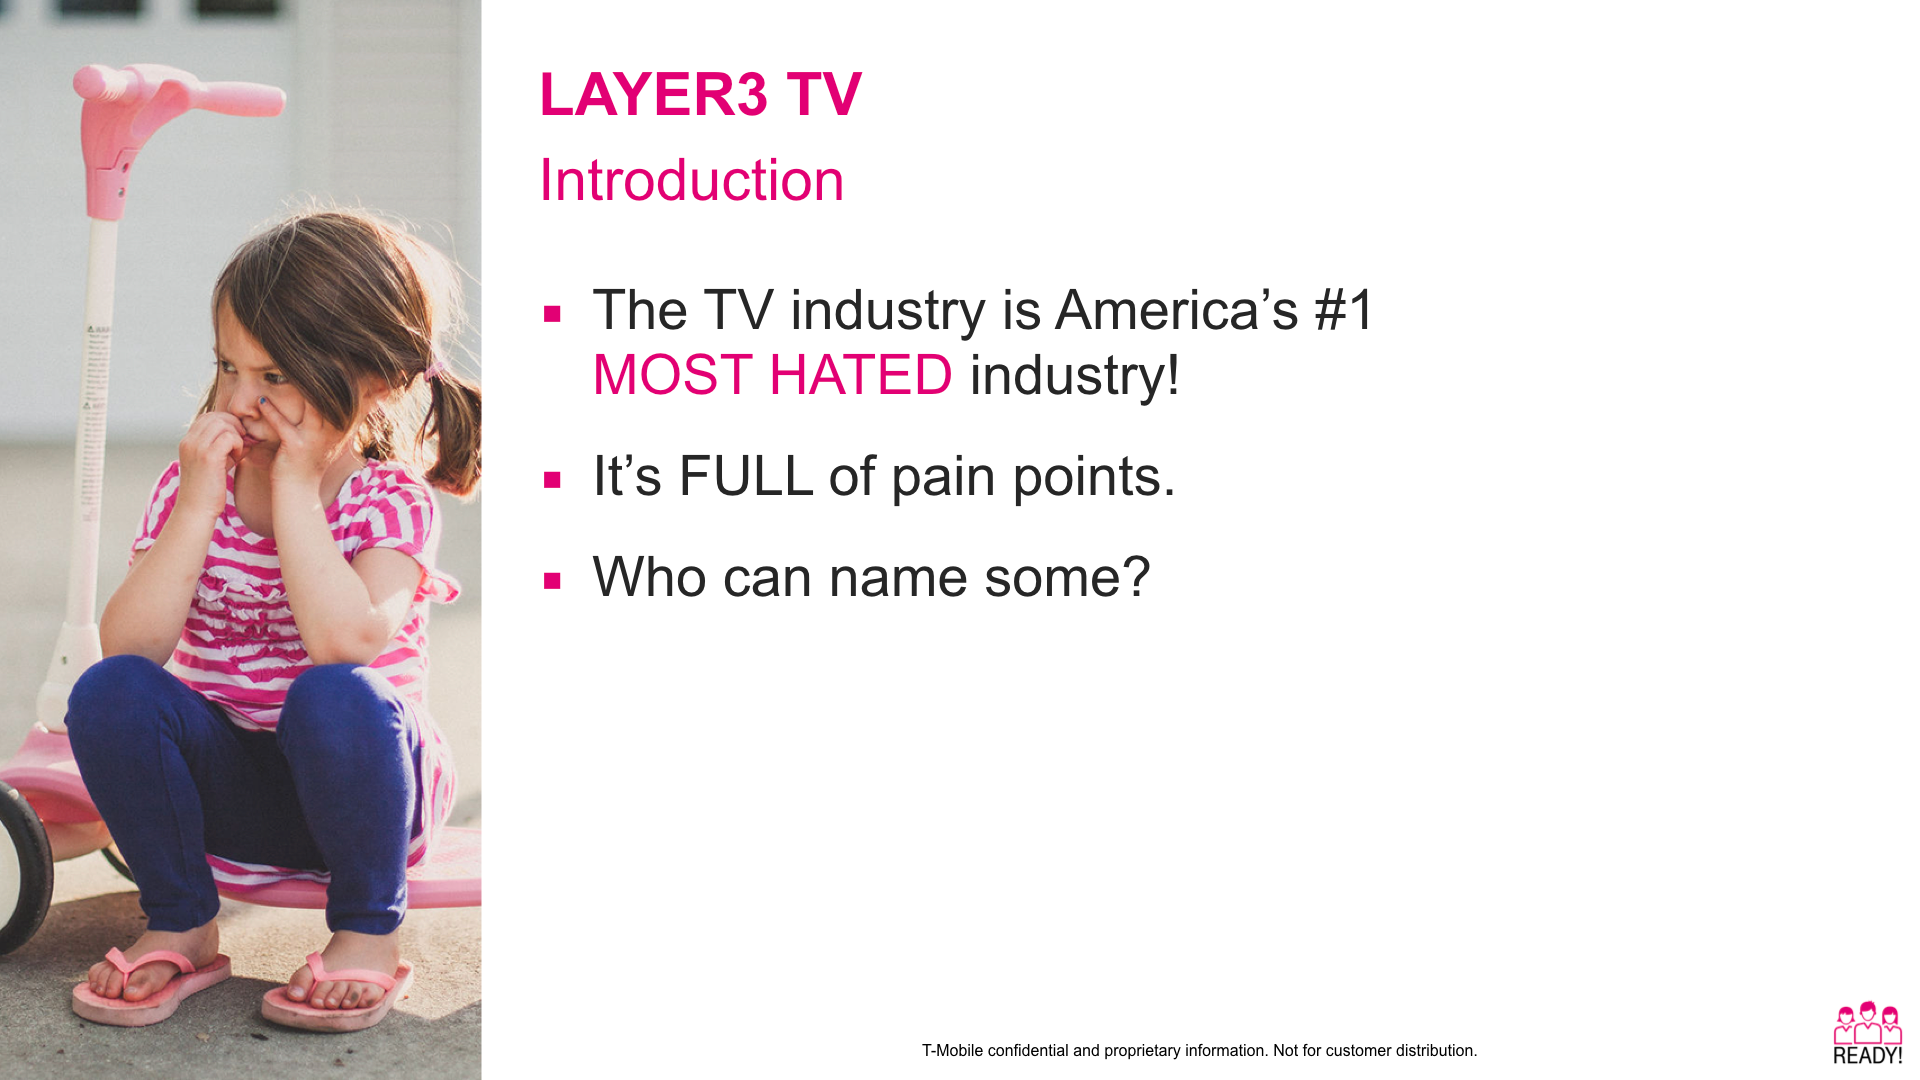 LAYER3 TV
Introduction
▪ The TV industry is America’s #1
MOST HATED industry!
▪ It’s FULL of pain points.
▪ Who can name some?
T-Mobile confidential and proprietary information. Not for customer distribution.
READY!